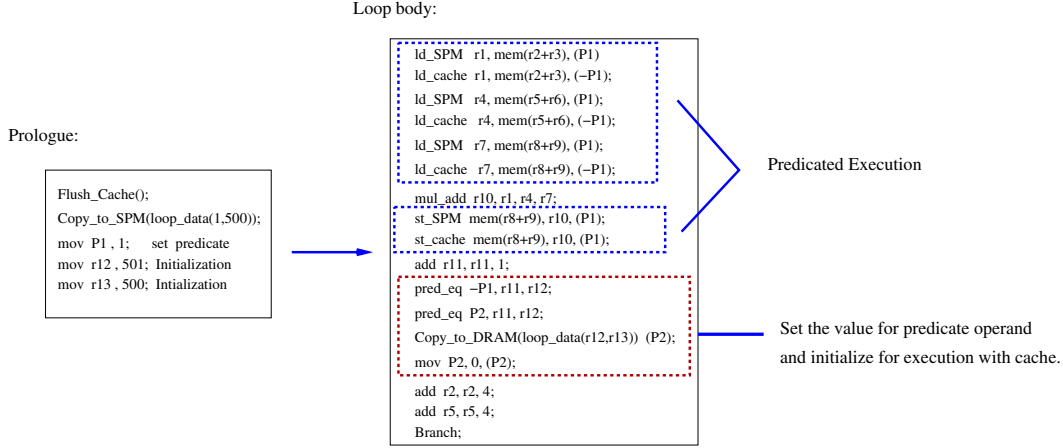 Loop body:
ld_SPM r1, mem(r2+r3), (P1)
ld_cache r1, mem(r2+r3), (−P1);
ld_SPM r4, mem(r5+r6), (P1);
ld_cache r4, mem(r5+r6), (−P1);
ld_SPM r7, mem(r8+r9), (P1);
ld_cache r7, mem(r8+r9), (−P1);
mul_add r10, r1, r4, r7;
st_SPM mem(r8+r9), r10, (P1);
st_cache mem(r8+r9), r10, (P1);
add r11, r11, 1;
pred_eq −P1, r11, r12;
pred_eq P2, r11, r12;
Copy_to_DRAM(loop_data(r12,r13)) (P2);
mov P2, 0, (P2);
add r2, r2, 4;
add r5, r5, 4;
Branch;
Prologue:
Flush_Cache();
Copy_to_SPM(loop_data(1,500));
mov P1 , 1; set predicate
mov r12 , 501; Initialization
mov r13 , 500; Intialization
Predicated Execution
Set the value for predicate operand
and initialize for execution with cache.